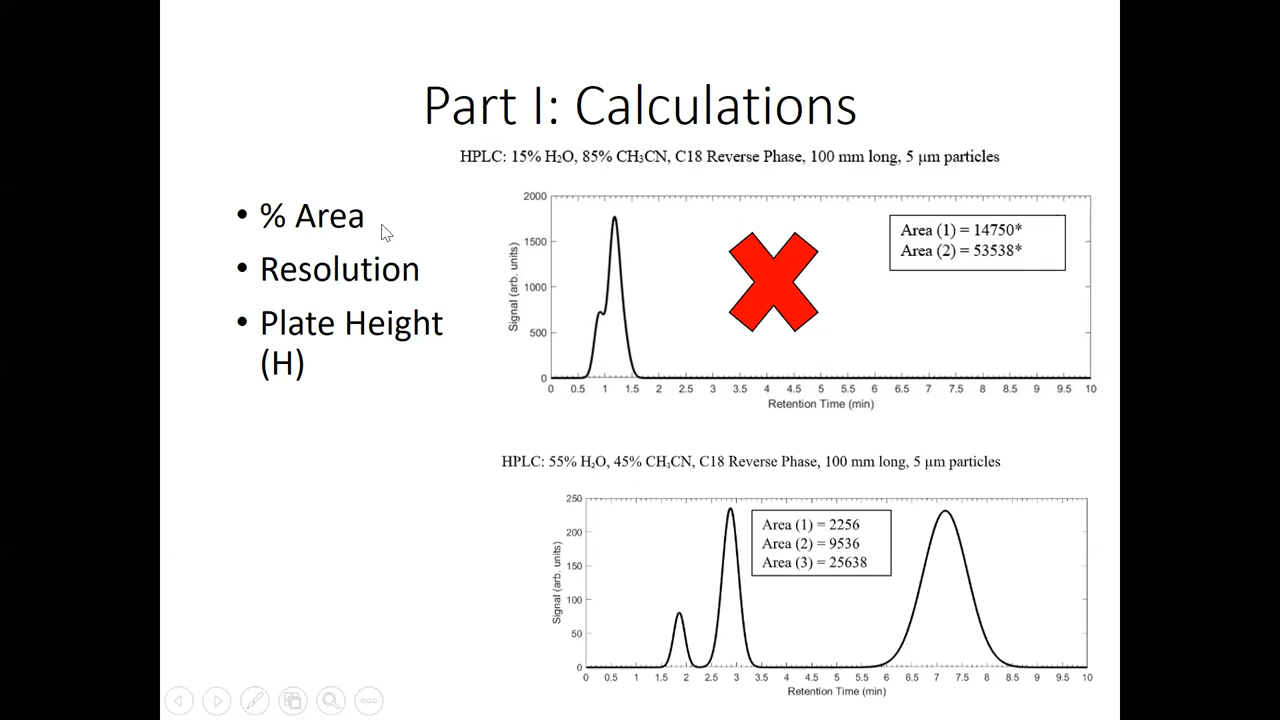 Part I: Calculations
• % Area
• Resolution
• Plate Height
(H)
HPLC: 15% H₂O, 85% CH₃CN, C18 Reverse Phase, 100 mm long, 5 μm particles
Signal (arb. units)
2000
1500
1000
500
0
Area (1) = 14750*
Area (2) = 53538*
0 0.5 1 1.5 2 2.5 3 3.5 4 4.5 5 5.5 6 6.5 7 7.5 8 8.5 9 9.5 10
Retention Time (min)
HPLC: 55% H₂O, 45% CH₃CN, C18 Reverse Phase, 100 mm long, 5 μm particles
Signal (arb. units)
250
200
150
100
50
0
Area (1) = 2256
Area (2) = 9536
Area (3) = 25638
0 0.5 1 1.5 2 2.5 3 3.5 4 4.5 5 5.5 6 6.5 7 7.5 8 8.5 9 9.5 10
Retention Time (min)